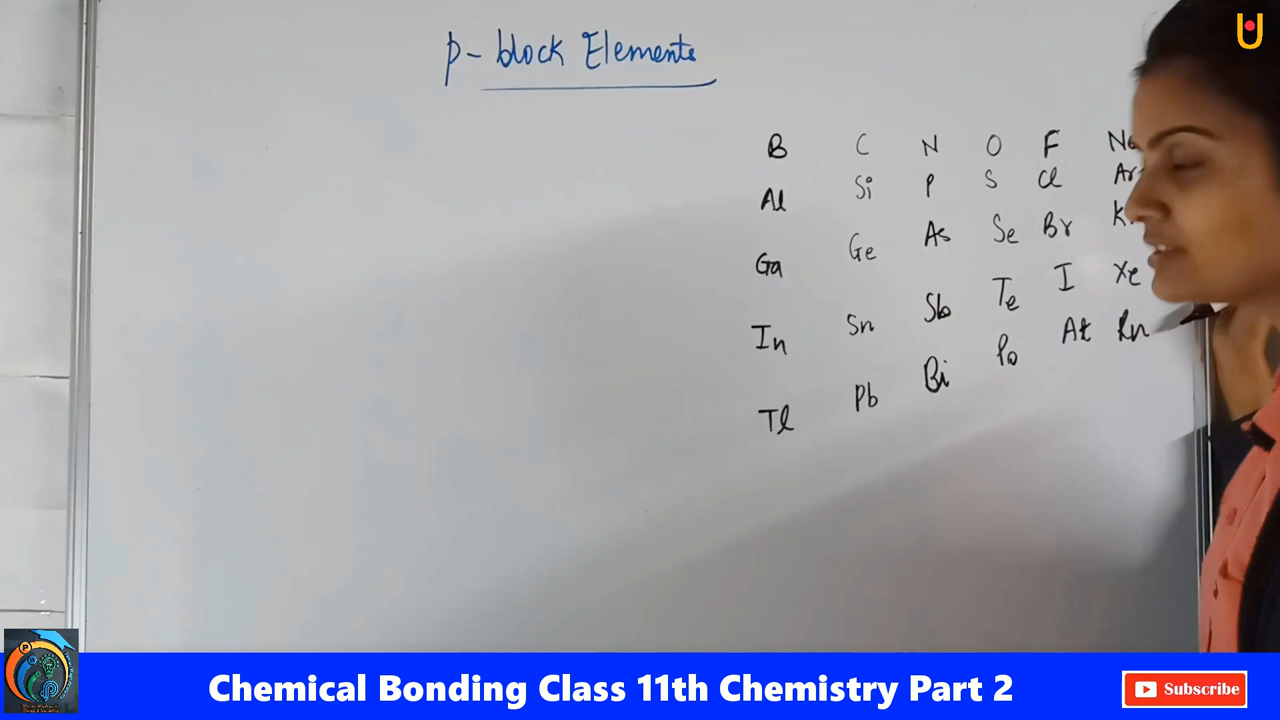 p-block Elements
B C N O F Ne
Al Si P S Cl Ar
Ga Ge As Se Br
In Sn Sb Te I Xe
Tl Pb Bi Po At Rn
Chemical Bonding Class 11th Chemistry Part 2
Subscribe